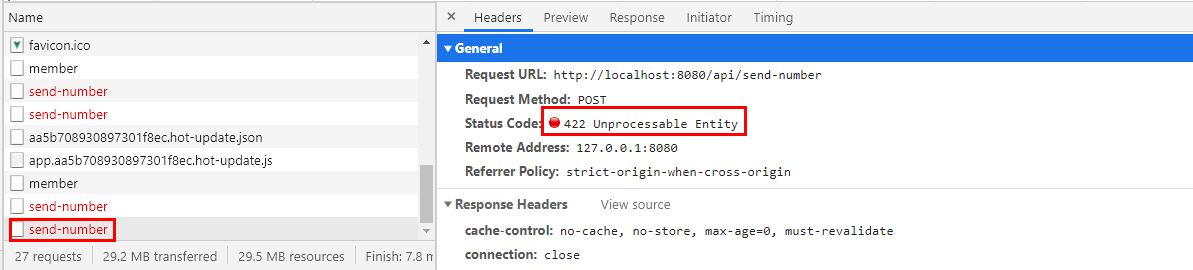 Name
favicon.ico
member
send-number
send-number
aa5b708930897301f8ec.hot-update.json
app.aa5b708930897301f8ec.hot-update.js
member
send-number
send-number
27 requests 29.2 MB transferred 29.5 MB resources Finish: 7.8 m
× Headers Preview Response Initiator Timing
▼ General
Request URL: http://localhost:8080/api/send-number
Request Method: POST
Status Code: 422 Unprocessable Entity
Remote Address: 127.0.0.1:8080
Referrer Policy: strict-origin-when-cross-origin
▼ Response Headers View source
cache-control: no-cache, no-store, max-age=0, must-revalidate
connection: close